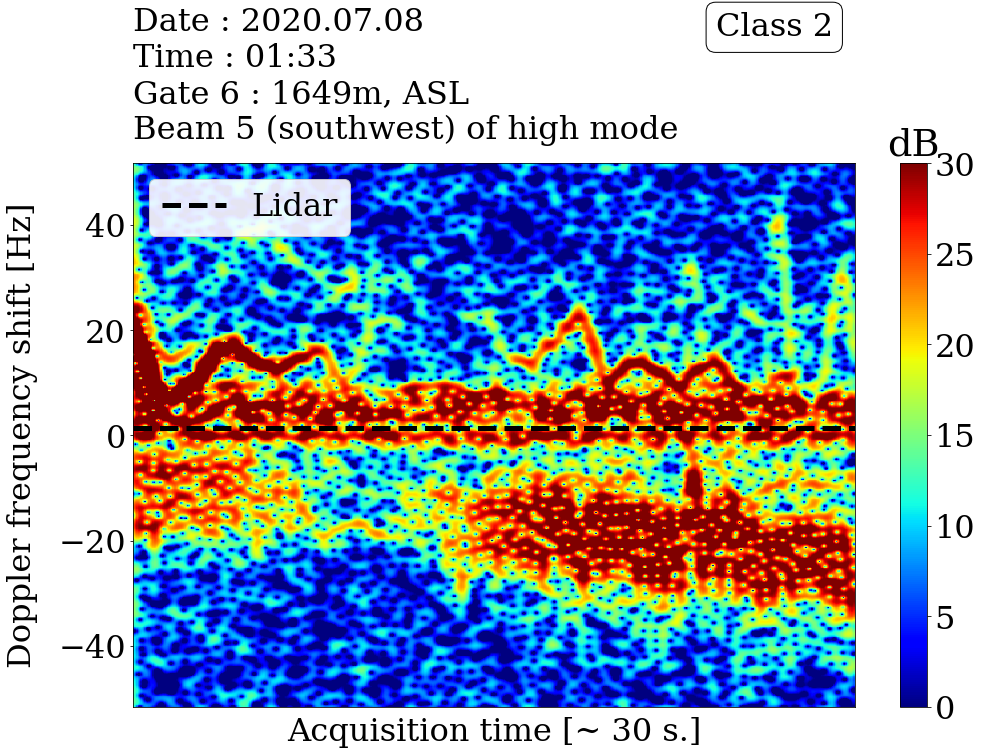 Date : 2020.07.08
Class 2
Time : 01:33
Gate 6 : 1649m, ASL
Beam 5 (southwest) of high mode
dB
Lidar
Doppler frequency shift [Hz]
40
20
0
−20
−40
30
25
20
15
10
5
0
Acquisition time [~ 30 s.]